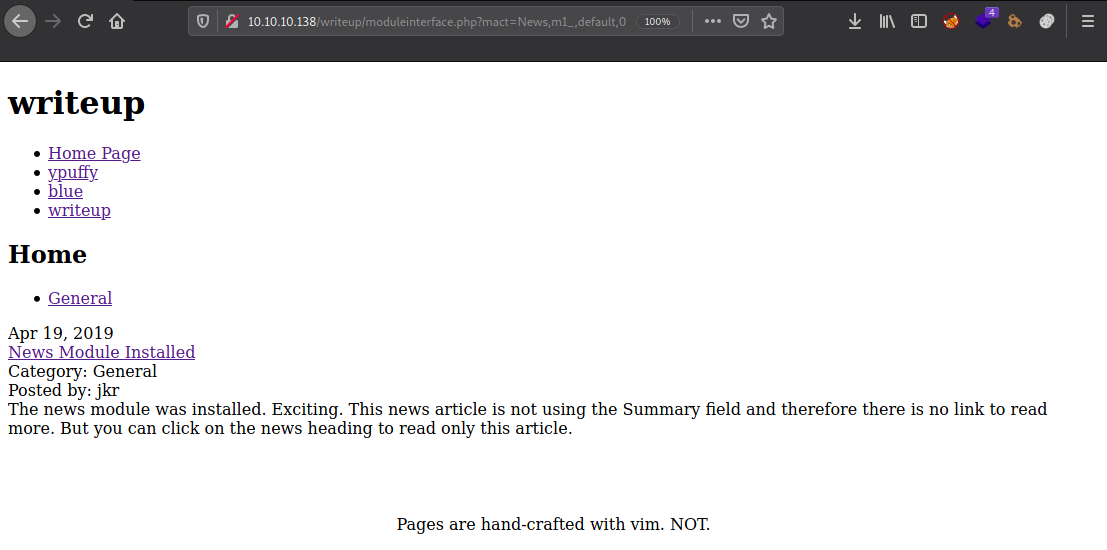 10.10.10.138/writeup/moduleinterface.php?mact=News,m1_,default,0
100%
4
writeup
Home Page
ypuffy
blue
writeup
Home
General
Apr 19, 2019
News Module Installed
Category: General
Posted by: jkr
The news module was installed. Exciting. This news article is not using the Summary field and therefore there is no link to read
more. But you can click on the news heading to read only this article.
Pages are hand-crafted with vim. NOT.